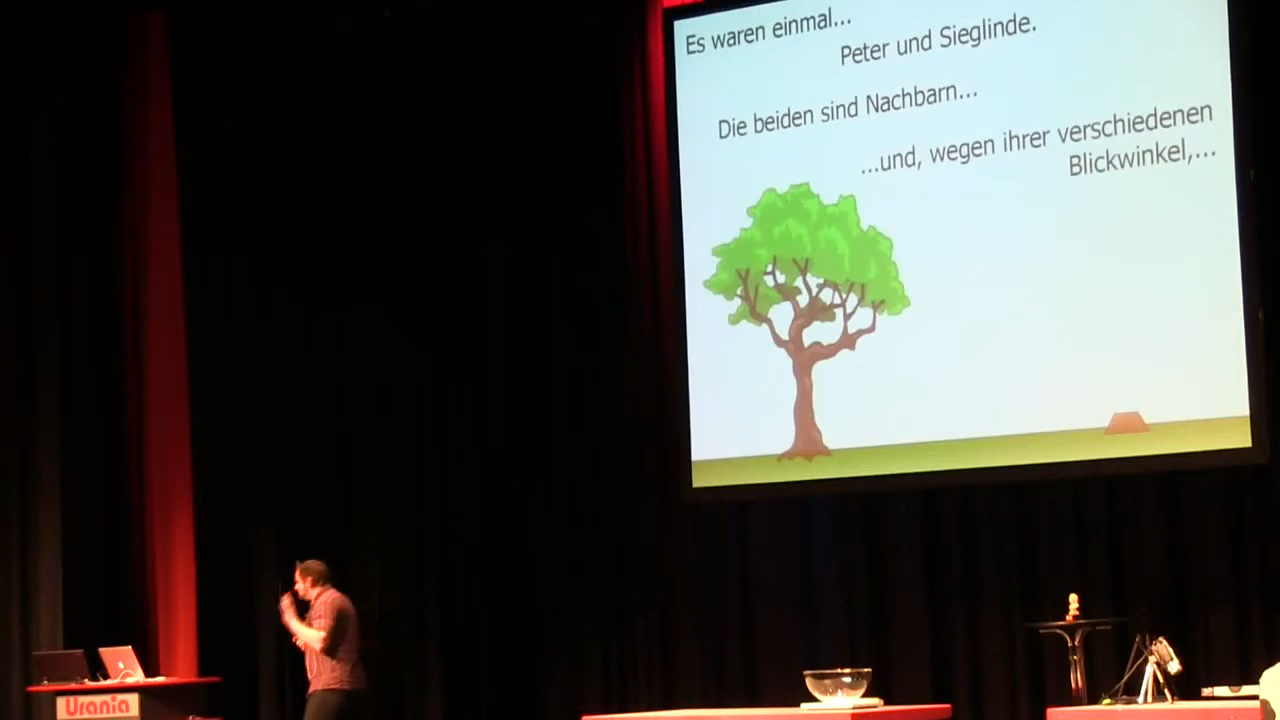 Es waren einmal...
Peter und Sieglinde.
Die beiden sind Nachbarn...
...und, wegen ihrer verschiedenen
Blickwinkel,...
Urania